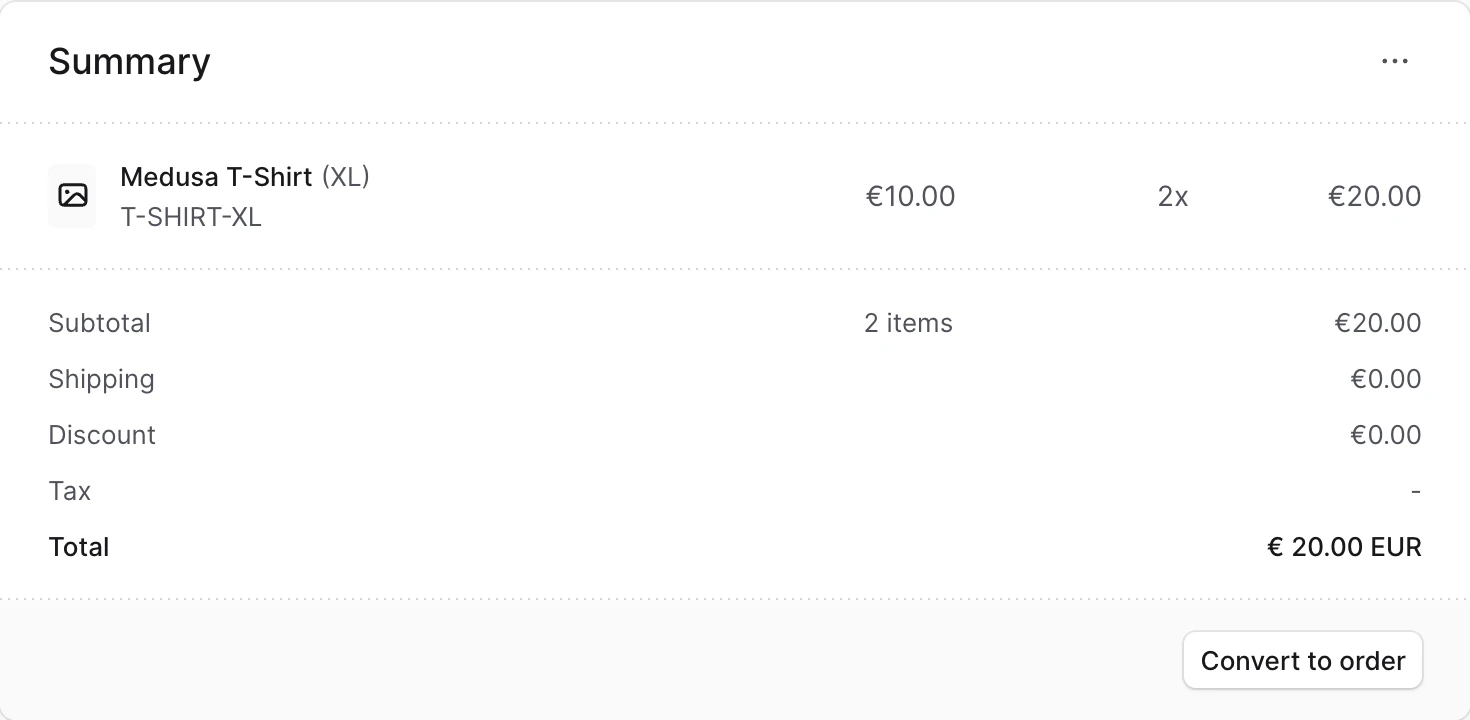 Summary
Medusa T-Shirt (XL)
T-SHIRT-XL
€10.00 2x €20.00
Subtotal 2 items €20.00
Shipping €0.00
Discount €0.00
Tax -
Total € 20.00 EUR
Convert to order